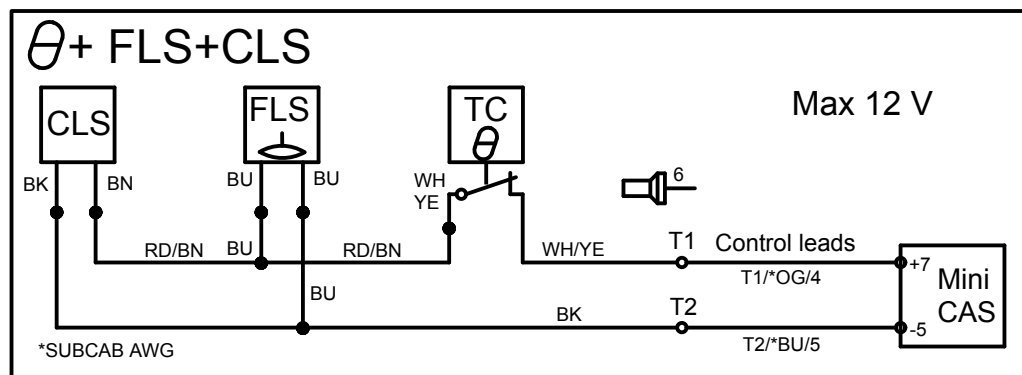 θ+ FLS+CLS
CLS
FLS
TC
θ
Max 12 V
BK
BN
BU
BU
WH
YE
6
RD/BN
BU
RD/BN
WH/YE
T1
Control leads
T1/*OG/4
+7
Mini
CAS
BU
BK
T2
-5
T2/*BU/5
*SUBCAB AWG